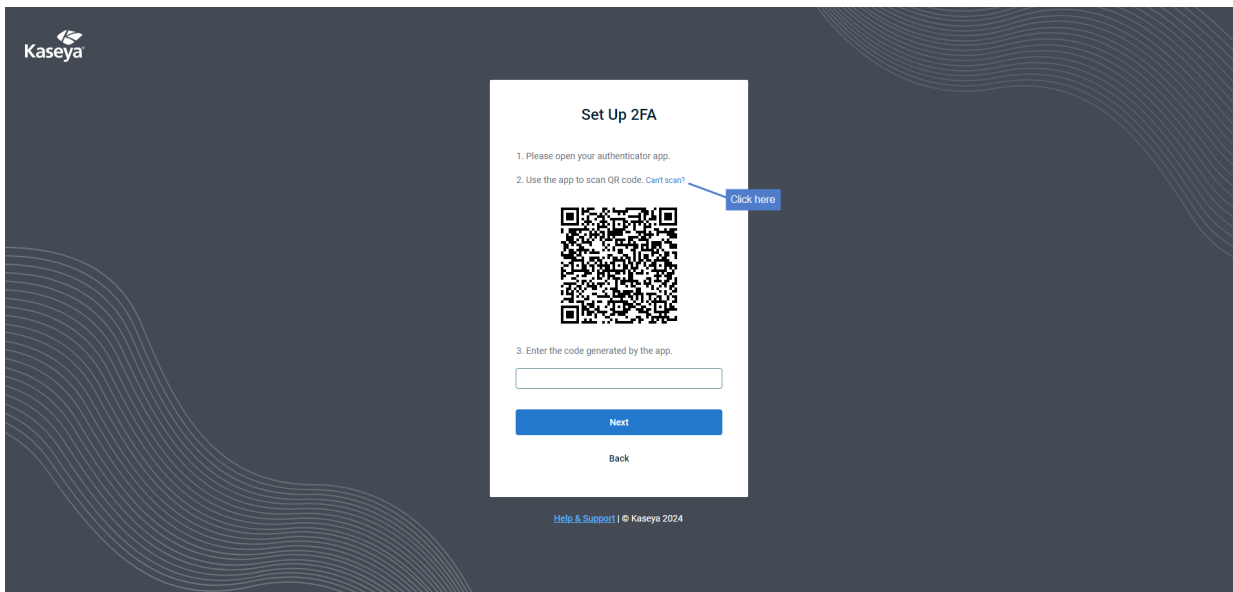 Kaseya
Set Up 2FA
1. Please open your authenticator app.
2. Use the app to scan QR code. Can't scan?
Click here
3. Enter the code generated by the app.
Next
Back
Help & Support | © Kaseya 2024